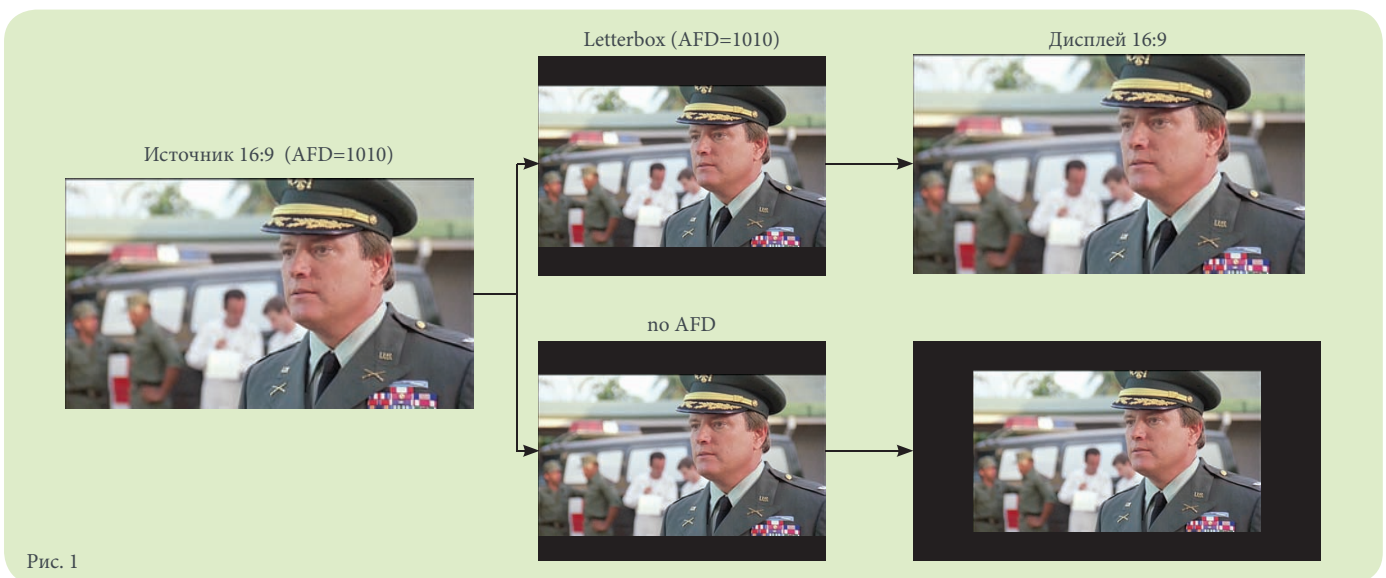 Letterbox (AFD=1010)
Дисплей 16:9
Источник 16:9 (AFD=1010)
no AFD
Рис. 1